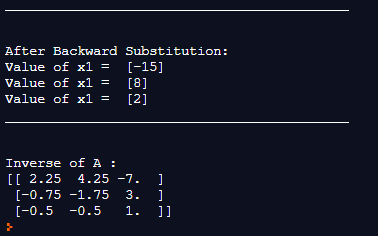 After Backward Substitution:
Value of x1 =  [-15]
Value of x1 =  [8]
Value of x1 =  [2]
Inverse of A :
[[ 2.25  4.25 -7.  ]
 [-0.75 -1.75  3.  ]
 [-0.5  -0.5   1.  ]]